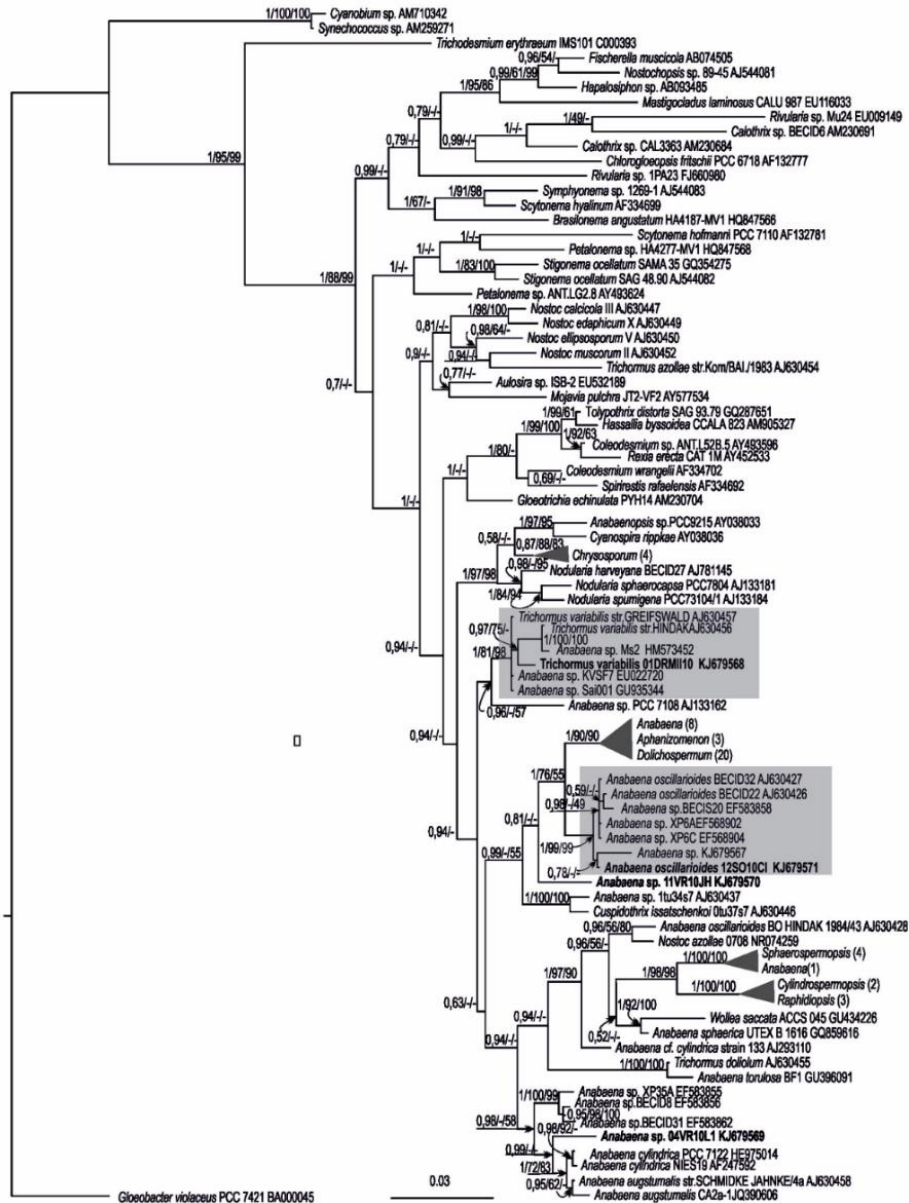 1/100/100
Cyanobium sp. AM710342
Synechococcus sp. AM259271
Trichodesmium erythraeum IMS101 C000393
0,96/54/-
Fischerella muscicola AB074505
0,99/61/99
Nostochopsis sp. 89-45 AJ544081
1/95/86
Hapalosiphon sp. AB093485
Mastigocladus laminosus CALU 987 EU116033
0,79/-/-
1/49/-
Rivularia sp. Mu24 EU009149
1/-/-
Calothrix sp. BECID6 AM230691
0,79/-/-
0,99/-/-
Calothrix sp. CAL3363 AM230684
1/95/99
Chlorogloeopsis fritschii PCC 6718 AF132777
0,99/-/-
Rivularia sp. 1PA23 FJ660980
1/91/98
Symphyonema sp. 1269-1 AJ544083
1/67/-
Scytonema hyalinum AF334699
Brasilonema angustatum HA4187-MV1 HQ847566
1/-/-
Scytonema hofmanni PCC 7110 AF132781
Petalonema sp. HA4277-MV1 HQ847568
1/-/-
1/83/100
Stigonema ocellatum SAMA 35 GQ354275
1/88/99
Stigonema ocellatum SAG 48.90 AJ544082
Petalonema sp. ANT.LG2.8 AY493624
1/98/100
Nostoc calcicola III AJ630447
0,81/-/-
Nostoc edaphicum X AJ630449
0,98/64/-
Nostoc ellipsosporum V AJ630450
0,9/-/-
0,94/-/-
Nostoc muscorum II AJ630452
Trichormus azollae str.Kom/BAI./1983 AJ630454
0,7/-/-
0,77/-/-
Aulosira sp. ISB-2 EU532189
Mojavia pulchra JT2-VF2 AY577534
1/99/61
Tolypothrix distorta SAG 93.79 GQ287651
1/99/100
Hassallia byssoidea CCALA 823 AM905327
1/92/63
Coleodesmium sp. ANT.L52B.5 AY493596
1/80/-
Rexia erecta CAT 1M AY452533
Coleodesmium wrangelii AF334702
1/-/-
0,69/-/-
Spirirestis rafaelensis AF334692
1/-/-
Gloeotrichia echinulata PYH14 AM230704
1/97/95
Anabaenopsis sp.PCC9215 AY038033
0,58/-/-
Cyanospira rippkae AY038036
0,87/88/83
Chrysosporum (4)
1/97/98
0,98/-/95
Nodularia harveyana BECID27 AJ781145
Nodularia sphaerocapsa PCC7804 AJ133181
1/84/94
Nodularia spumigena PCC73104/1 AJ133184
Trichormus variabilis str.GREIFSWALD AJ630457
0,97/75/-
Trichormus variabilis str.HINDAKAJ630456
1/100/100
0,94/-/-
1/81/98
Anabaena sp. Ms2 HM573452
Trichormus variabilis 01DRMII10 KJ679568
Anabaena sp. KVSF7 EU022720
Anabaena sp. Sai001 GU935344
0,96/-/57
Anabaena sp. PCC 7108 AJ133162
0,94/-/-
1/90/90
Anabaena (8)
Aphanizomenon (3)
Dolichospermum (20)
1/76/55
Anabaena oscillarioides BECID32 AJ630427
0,59/-/-
Anabaena oscillarioides BECID22 AJ630426
0,98/-/49
Anabaena sp.BECIS20 EF583858
0,81/-/-
Anabaena sp. XP6AEF568902
0,94/-/-
Anabaena sp. XP6C EF568904
1/99/99
0,99/-/55
Anabaena sp. KJ679567
0,78/-/-
Anabaena oscillarioides 12SO10CI KJ679571
Anabaena sp. 11VR10JH KJ679570
1/100/100
Anabaena sp. 1tu34s7 AJ630437
Cuspidothrix issatschenkoi 0tu37s7 AJ630446
0,96/56/80
Anabaena oscillarioides BO HINDAK 1984/43 AJ630428
0,96/56/-
Nostoc azollae 0708 NR074259
1/100/100
Sphaerospermopsis (4)
Anabaena(1)
1/97/90
1/98/98
1/100/100
Cylindrospermopsis (2)
Raphidiopsis (3)
0,63/-/-
1/92/100
Wollea saccata ACCS 045 GU434226
0,94/-/-
Anabaena sphaerica UTEX B 1616 GQ859616
0,94/-/-
0,52/-/-
Anabaena cf. cylindrica strain 133 AJ293110
1/100/100
Trichormus doliolum AJ630455
Anabaena torulosa BF1 GU396091
1/100/99
Anabaena sp. XP35A EF583855
Anabaena sp.BECID8 EF583856
0,95/98/100
0,98/-/58
Anabaena sp.BECID31 EF583862
0,98/92/-
Anabaena sp. 04VR10L1 KJ679569
0,99/-/-
Anabaena cylindrica PCC 7122 HE975014
1/72/83
Anabaena cylindrica NIES19 AF247592
0,95/62/-
Anabaena augstumalis str.SCHMIDKE JAHNKE/4a AJ630458
0.03
Anabaena augstumalis CA2a-1JQ390606
Gloeobacter violaceus PCC 7421 BA000045